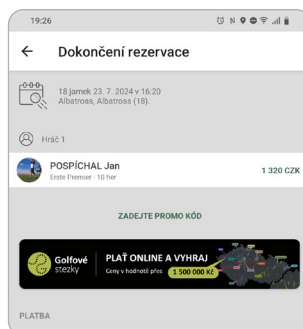 19:26
Dokončení rezervace
18 jamek 23. 7. 2024 v 16:20
Albatross, Albatross (18).
Hráč 1
POSPÍCHAL Jan
1 320 CZK
Erste Premier - 10 her
ZADEJTE PROMO KÓD
Golfové stezky
PLAŤ ONLINE A VYHRAJ
Ceny v hodnotě přes 1 500 000 Kč
PLATBA